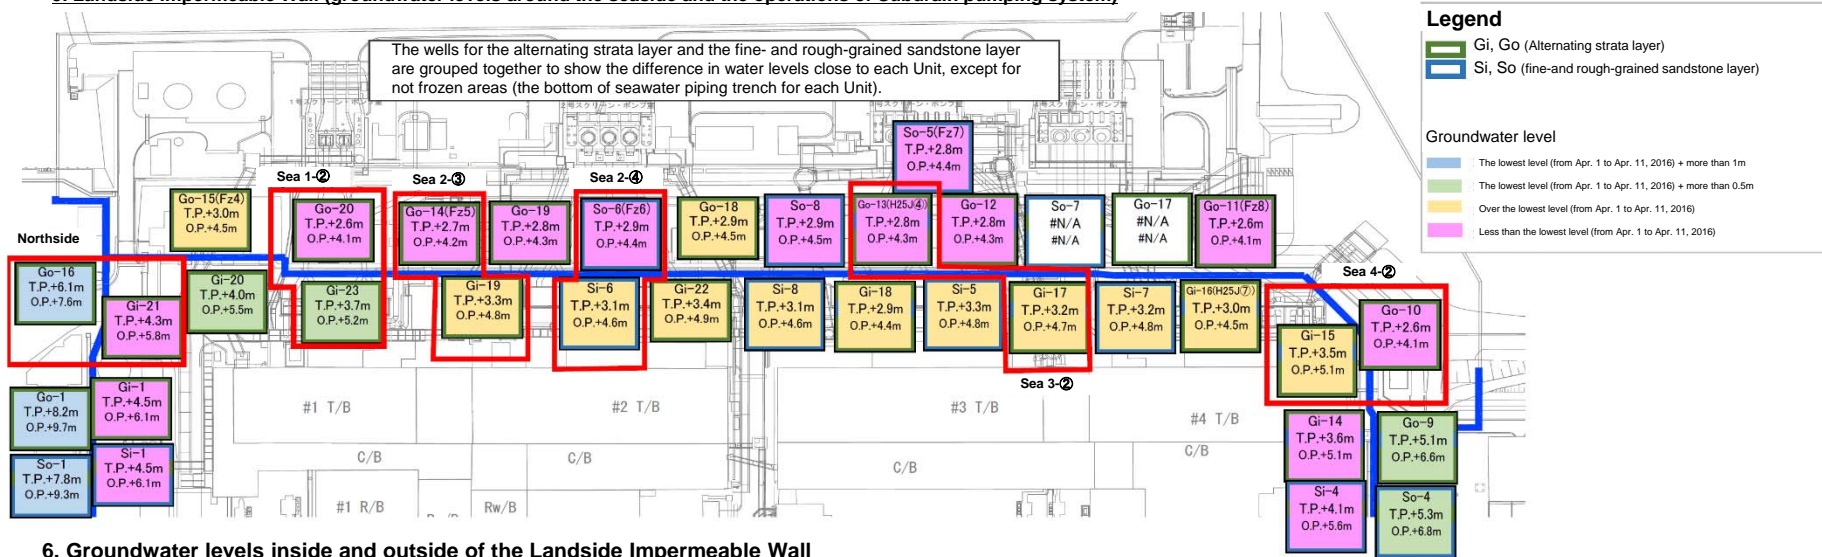 The wells for the alternating strata layer and the fine- and rough-grained sandstone layer
are grouped together to show the difference in water levels close to each Unit, except for
not frozen areas (the bottom of seawater piping trench for each Unit).
Legend
Gi, Go (Alternating strata layer)
Si, So (fine-and rough-grained sandstone layer)
Groundwater level
The lowest level (from Apr. 1 to Apr. 11, 2016) + more than 1m
The lowest level (from Apr. 1 to Apr. 11, 2016) + more than 0.5m
Over the lowest level (from Apr. 1 to Apr. 11, 2016)
Less than the lowest level (from Apr. 1 to Apr. 11, 2016)
So-5(Fz7)
T.P.+2.8m
O.P.+4.4m
Sea 1-②
Sea 2-③
Sea 2-④
Go-15(Fz4)
T.P.+3.0m
O.P.+4.5m
Go-20
T.P.+2.6m
O.P.+4.1m
Go-14(Fz5)
T.P.+2.7m
O.P.+4.2m
Go-19
T.P.+2.8m
O.P.+4.3m
So-6(Fz6)
T.P.+2.9m
O.P.+4.4m
Go-18
T.P.+2.9m
O.P.+4.5m
So-8
T.P.+2.9m
O.P.+4.5m
Go-13(H25J④)
T.P.+2.8m
O.P.+4.3m
Go-12
T.P.+2.8m
O.P.+4.3m
So-7
#N/A
#N/A
Go-17
#N/A
#N/A
Go-11(Fz8)
T.P.+2.6m
O.P.+4.1m
Northside
Sea 4-②
Go-16
T.P.+6.1m
O.P.+7.6m
Gi-21
T.P.+4.3m
O.P.+5.8m
Gi-20
T.P.+4.0m
O.P.+5.5m
Gi-23
T.P.+3.7m
O.P.+5.2m
Gi-19
T.P.+3.3m
O.P.+4.8m
Si-6
T.P.+3.1m
O.P.+4.6m
Gi-22
T.P.+3.4m
O.P.+4.9m
Si-8
T.P.+3.1m
O.P.+4.6m
Gi-18
T.P.+2.9m
O.P.+4.4m
Si-5
T.P.+3.3m
O.P.+4.8m
Gi-17
T.P.+3.2m
O.P.+4.7m
Si-7
T.P.+3.2m
O.P.+4.8m
Gi-16(H25J⑦)
T.P.+3.0m
O.P.+4.5m
Gi-15
T.P.+3.5m
O.P.+5.1m
Go-10
T.P.+2.6m
O.P.+4.1m
Sea 3-②
Go-1
T.P.+8.2m
O.P.+9.7m
Gi-1
T.P.+4.5m
O.P.+6.1m
#1 T/B
#2 T/B
#3 T/B
#4 T/B
Gi-14
T.P.+3.6m
O.P.+5.1m
Go-9
T.P.+5.1m
O.P.+6.6m
So-1
T.P.+7.8m
O.P.+9.3m
Si-1
T.P.+4.5m
O.P.+6.1m
C/B
C/B
C/B
C/B
Si-4
T.P.+4.1m
O.P.+5.6m
So-4
T.P.+5.3m
O.P.+6.8m
#1 R/B
Rw/B
6. Groundwater levels inside and outside of the Landside Impermeable Wall